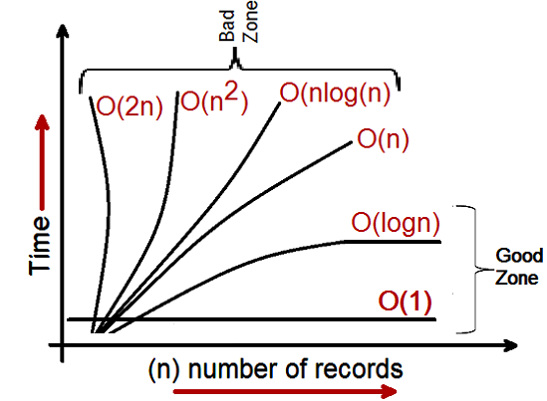 Bad
Zone
O(2n)
O(n2)
O(nlog(n)
O(n)
O(logn)
O(1)
Good
Zone
Time
(n) number of records